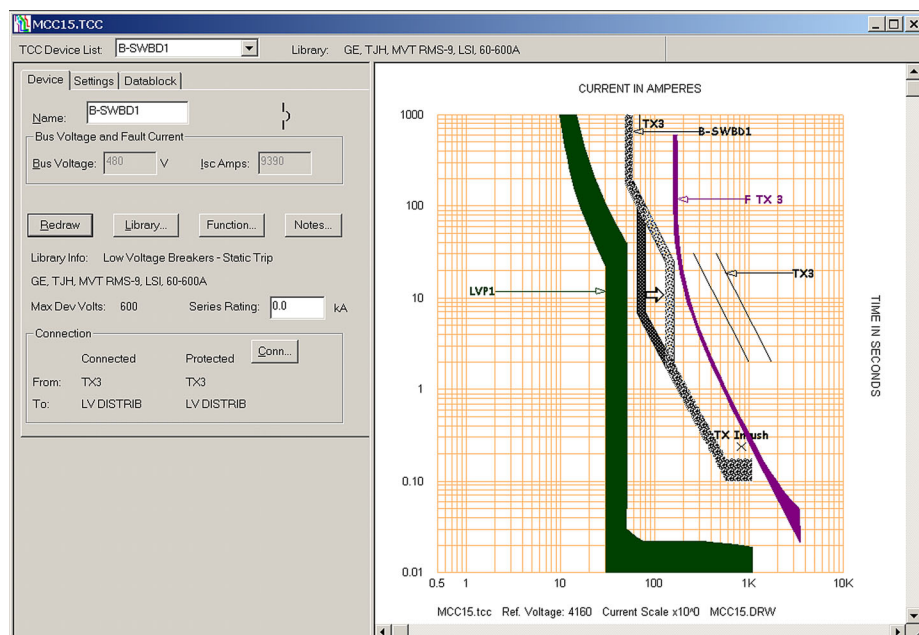 MCC15.TCC
TCC Device List: B-SWBD1 Library: GE, TJH, MVT RMS-9, LSI, 60-600A
Device Settings Datablock
Name: B-SWBD1
Bus Voltage and Fault Current
Bus Voltage: 480 V Isc Amps: 9390
Redraw Library... Function... Notes...
Library Info: Low Voltage Breakers - Static Trip
GE, TJH, MVT RMS-9, LSI, 60-600A
Max Dev Volts: 600 Series Rating: 0.0 kA
Connection
Connected Protected Conn...
From: TX3 TX3
To: LV DISTRIB LV DISTRIB
CURRENT IN AMPERES
1000
TX3
B-SWBD1
100
F TX 3
TX3
LVP1
10
1
TX Inrush
0.10
0.01
0.5 1 10 100 1K 10K
TIME IN SECONDS
MCC15.tcc Ref. Voltage: 4160 Current Scale x10^0 MCC15.DRW